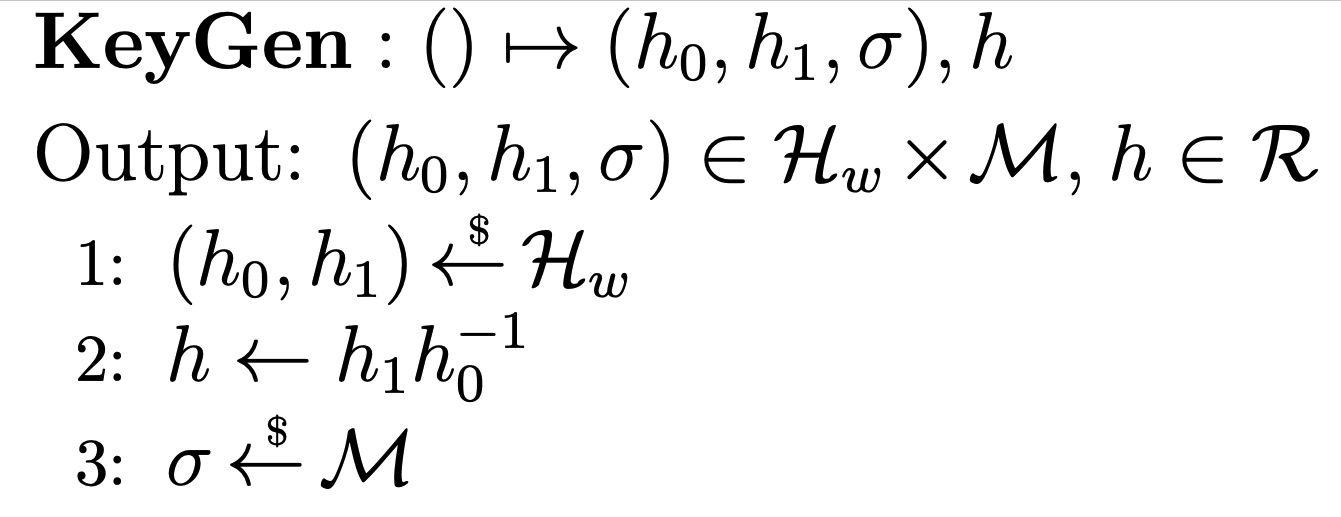 KeyGen : () ↦ (h₀, h₁, σ), h
Output: (h₀, h₁, σ) ∈ ℋ_w × ℳ, h ∈ ℛ
1: (h₀, h₁) ←$ ℋ_w
2: h ← h₁h₀⁻¹
3: σ ←$ ℳ